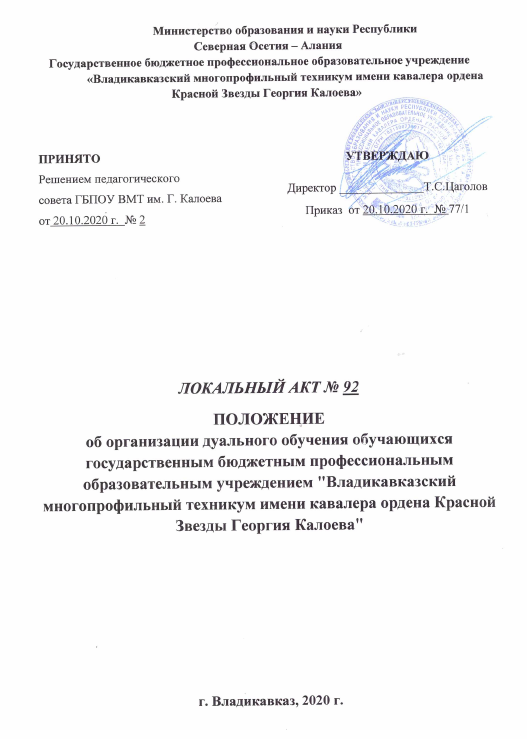 Министерство образования и науки Республики
Северная Осетия – Алания
Государственное бюджетное профессиональное образовательное учреждение
«Владикавказский многопрофильный техникум имени кавалера ордена
Красной Звезды Георгия Калоева»
ПРИНЯТО
Решением педагогического
совета ГБПОУ ВМТ им. Г. Калоева
от 20.10.2020 г. № 2
УТВЕРЖДАЮ
Директор ______________Т.С.Цаголов
Приказ от 20.10.2020 г. № 77/1
ЛОКАЛЬНЫЙ АКТ № 92
ПОЛОЖЕНИЕ
об организации дуального обучения обучающихся
государственным бюджетным профессиональным
образовательным учреждением "Владикавказский
многопрофильный техникум имени кавалера ордена Красной
Звезды Георгия Калоева"
г. Владикавказ, 2020 г.